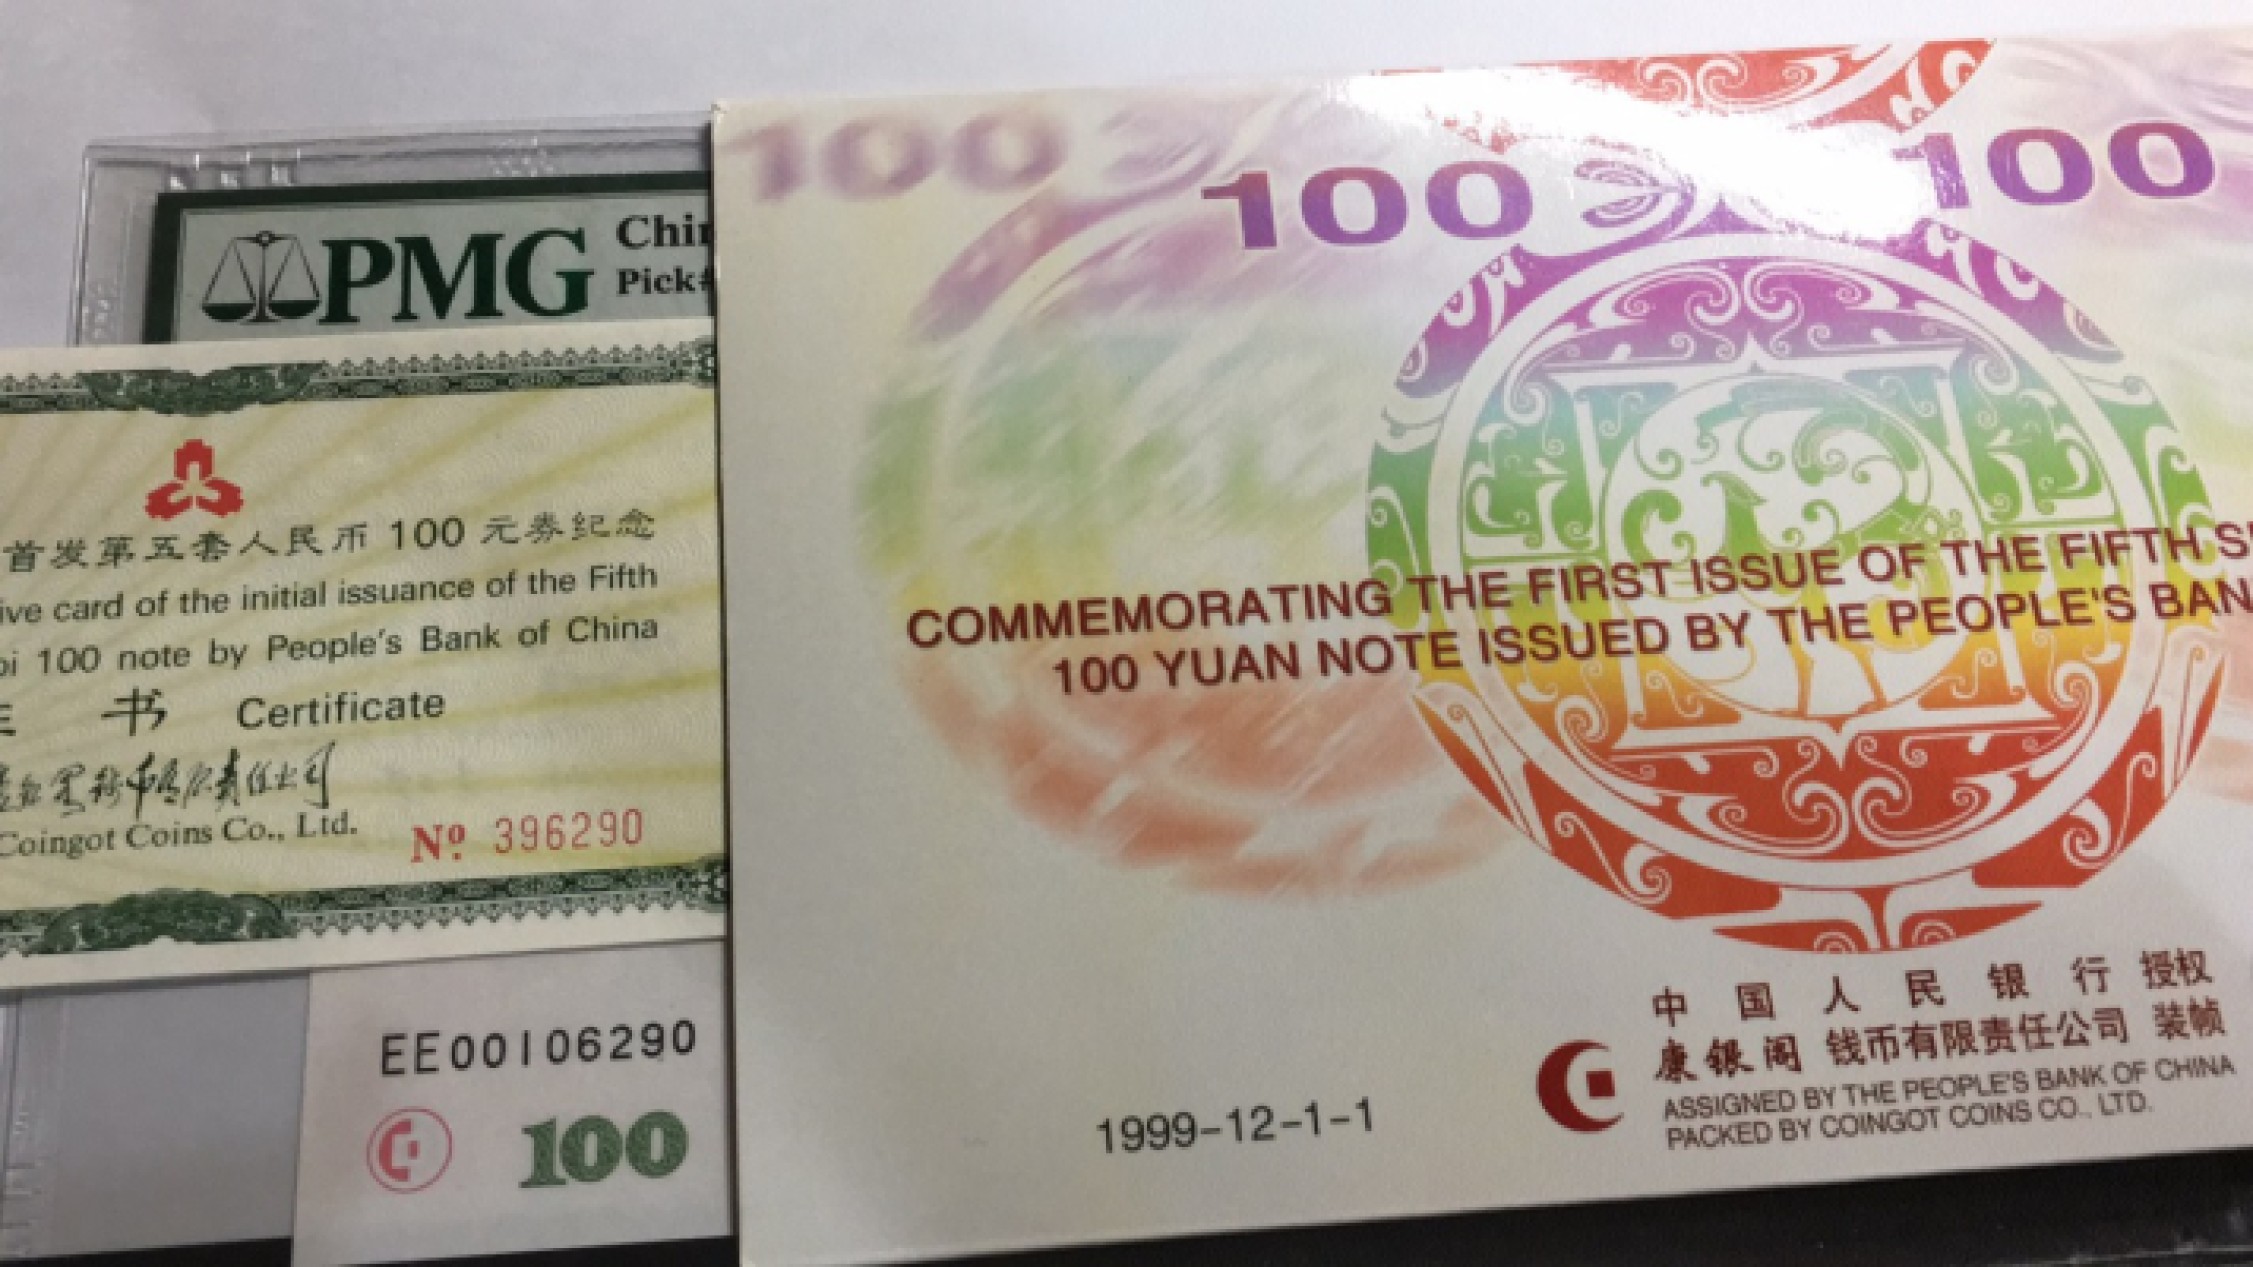 PMG
Chin
Pick#
首发第五套人民币 100 元券纪念
ive card of the initial issuance of the Fifth
bi 100 note by People's Bank of China
书 Certificate
Coingot Coins Co., Ltd.
Nº 396290
EE00106290
100
100
100
100
COMMEMORATING THE FIRST ISSUE OF THE FIFTH S
100 YUAN NOTE ISSUED BY THE PEOPLE'S BAN
1999-12-1-1
中国人民银行 授权
康银阁 钱币有限责任公司 装帧
ASSIGNED BY THE PEOPLE'S BANK OF CHINA
PACKED BY COINGOT COINS CO., LTD.